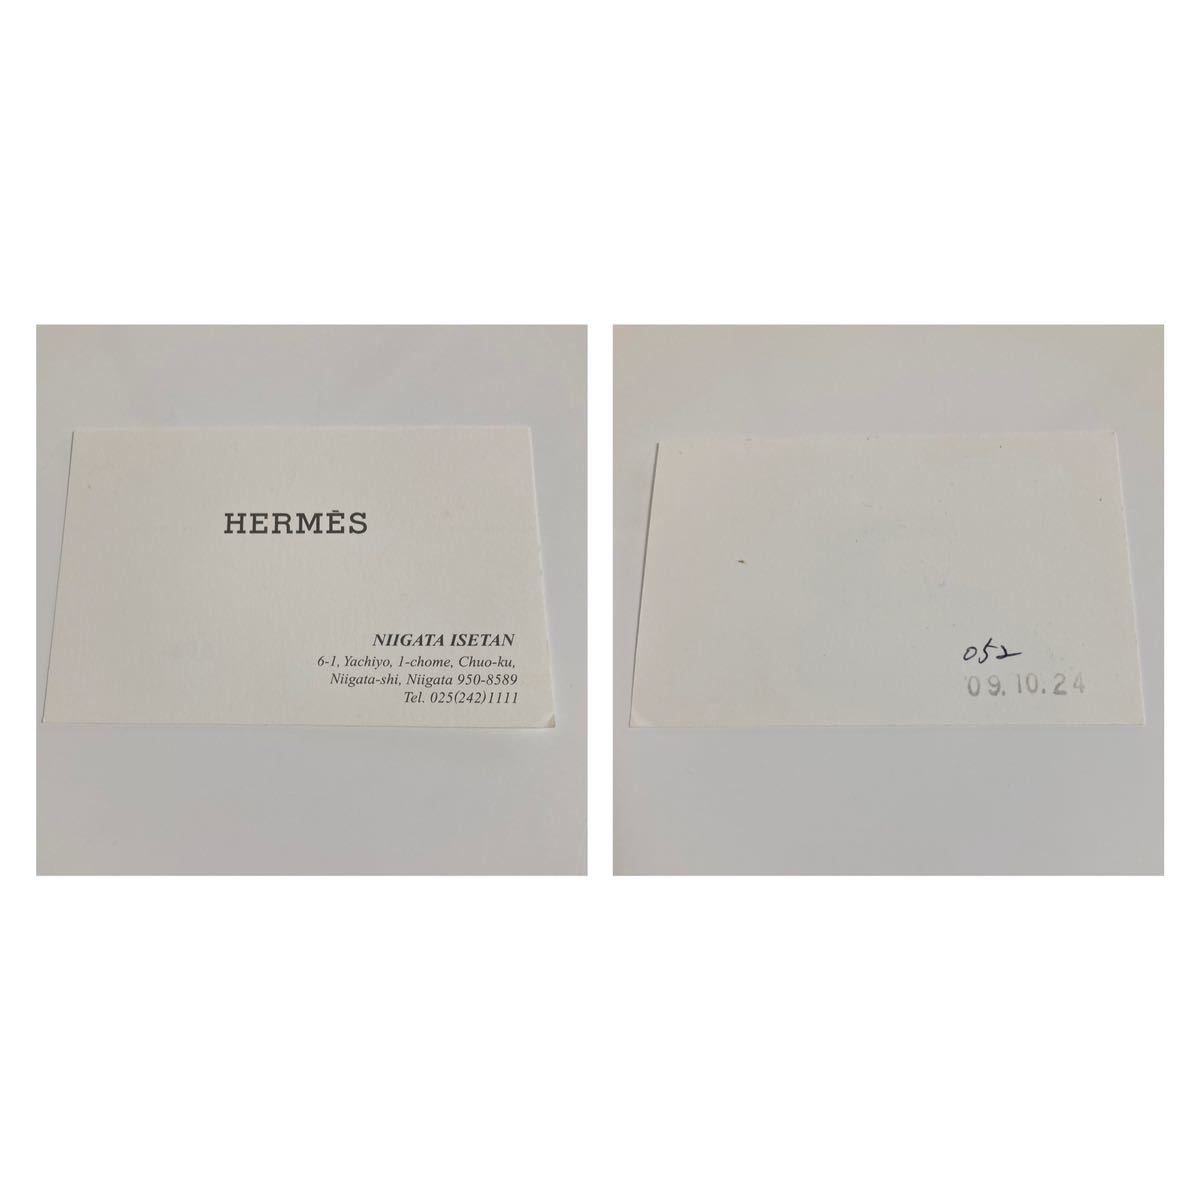 HERMÈS
NIIGATA ISETAN
6-1, Yachiyo, 1-chome, Chuo-ku,
Niigata-shi, Niigata 950-8589
Tel. 025(242)1111
052
09.10.24